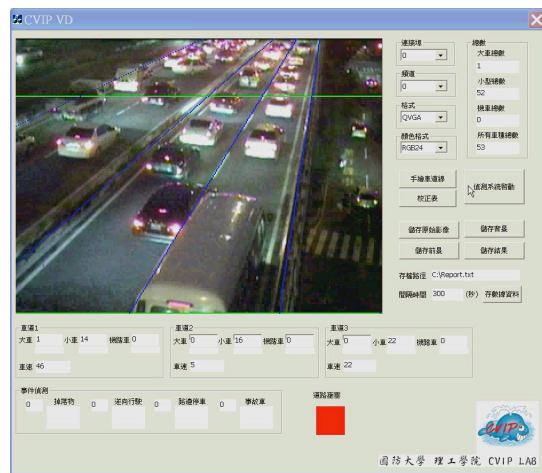 CVIP VD
連接埠
0
頻道
0
格式
QVGA
顏色格式
RGB24
總數
大車總數
1
小型總數
52
機車總數
0
所有車種總數
53
手繪車道線
校正表
偵測系統啟動
儲存原始影像
儲存背景
儲存前景
儲存結果
存檔路徑 C:\Report.txt
間隔時間 300 (秒) 存數據資料
車道1
大車 1 小車 14 機踏車 0
車速 46
車道2
大車 0 小車 16 機踏車 0
車速 5
車道3
大車 0 小車 22 機踏車 0
車速 22
事件偵測
0 掉落物 0 逆向行駛 0 路邊停車 0 事故車
道路壅塞
CVIP
國防大學 理工學院 CVIP LAB